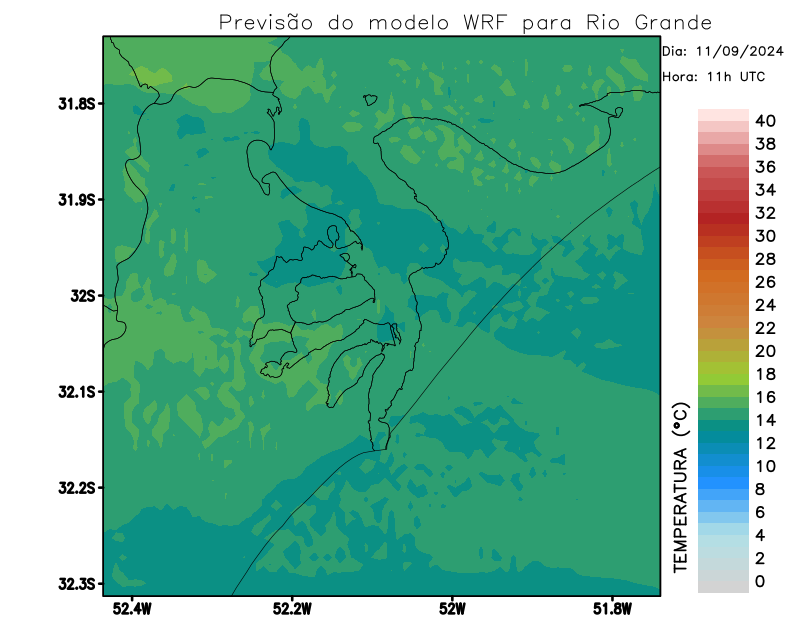 Previsão do modelo WRF para Rio Grande
Dia: 11/09/2024
Hora: 11h UTC
31.8S
31.9S
32S
32.1S
32.2S
32.3S
52.4W
52.2W
52W
51.8W
TEMPERATURA (°C)
40
38
36
34
32
30
28
26
24
22
20
18
16
14
12
10
8
6
4
2
0